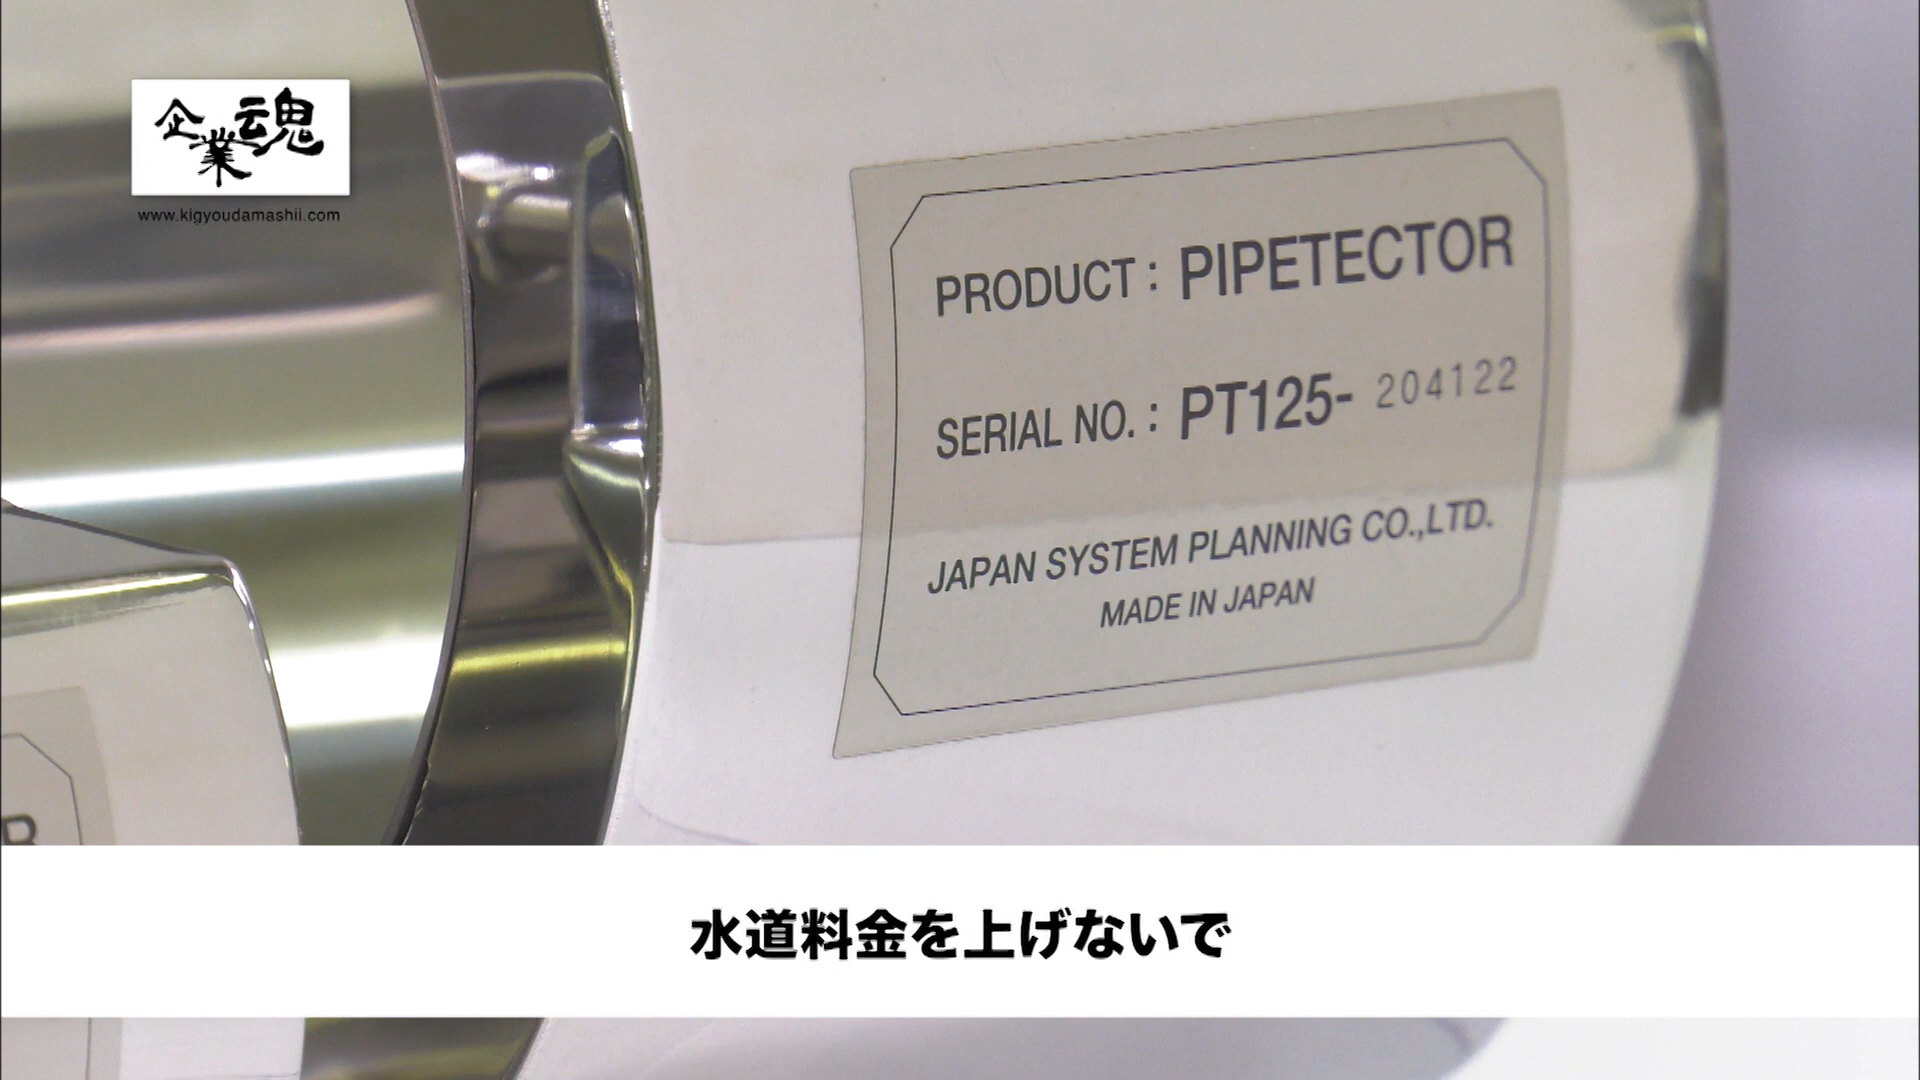 企業魂
www.kigyoudamashii.com
PRODUCT : PIPETECTOR
SERIAL NO. : PT125- 204122
JAPAN SYSTEM PLANNING CO.,LTD.
MADE IN JAPAN
R
水道料金を上げないで